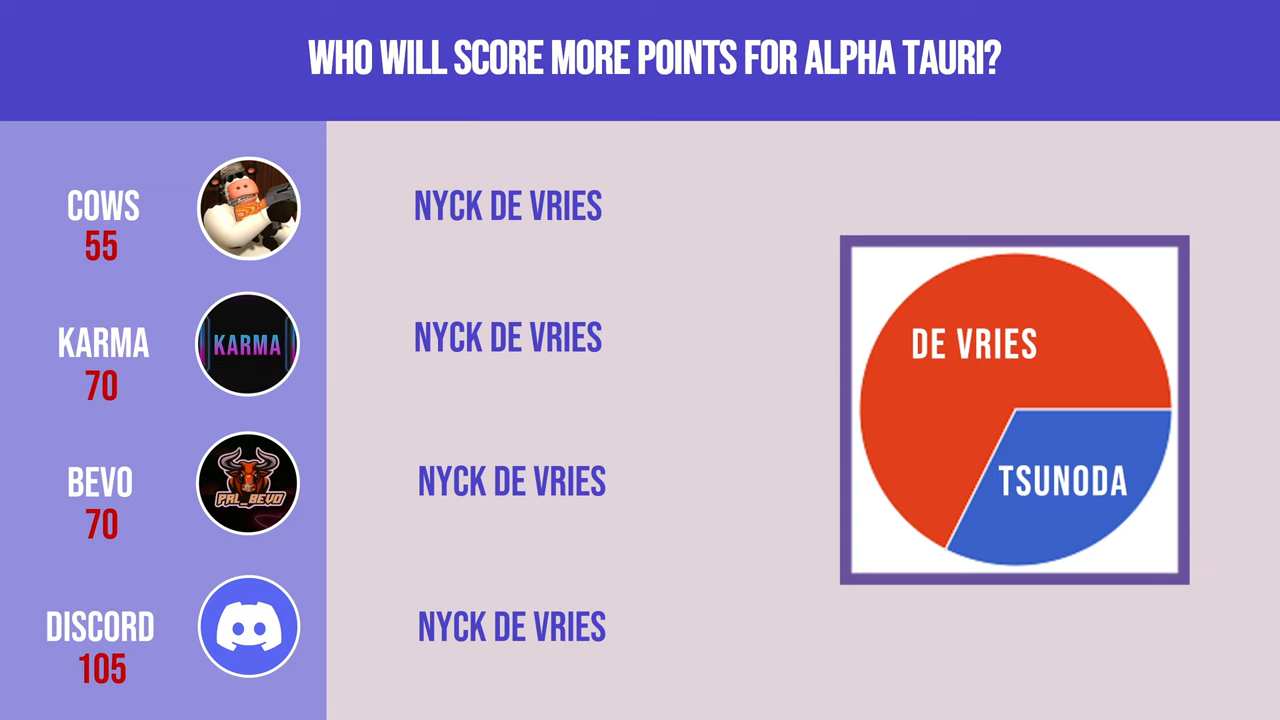 WHO WILL SCORE MORE POINTS FOR ALPHA TAURI?
COWS
55
NYCK DE VRIES
KARMA
70
KARMA
NYCK DE VRIES
BEVO
70
PRL_BEVO
NYCK DE VRIES
DISCORD
105
NYCK DE VRIES
DE VRIES
TSUNODA